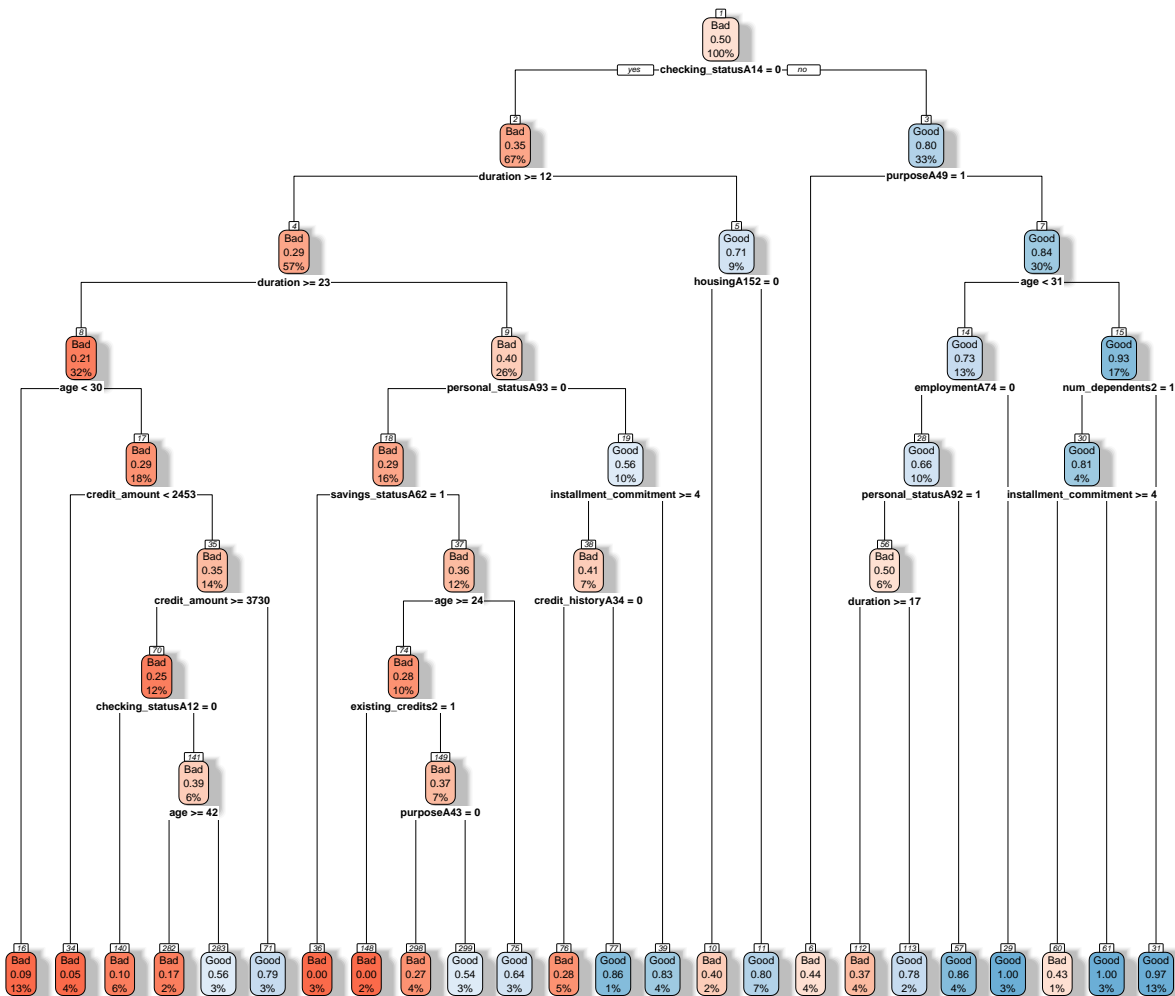 1
Bad
0.50
100%
yes checking_statusA14 = 0 no
2
Bad
0.35
67%
duration >= 12
3
Good
0.80
33%
purposeA49 = 1
4
Bad
0.29
57%
duration >= 23
5
Good
0.71
9%
housingA152 = 0
7
Good
0.84
30%
age < 31
8
Bad
0.21
32%
age < 30
9
Bad
0.40
26%
personal_statusA93 = 0
14
Good
0.73
13%
employmentA74 = 0
15
Good
0.93
17%
num_dependents2 = 1
17
Bad
0.29
18%
credit_amount < 2453
18
Bad
0.29
16%
savings_statusA62 = 1
19
Good
0.56
10%
installment_commitment >= 4
28
Good
0.66
10%
personal_statusA92 = 1
30
Good
0.81
4%
installment_commitment >= 4
35
Bad
0.35
14%
credit_amount >= 3730
37
Bad
0.36
12%
age >= 24
38
Bad
0.41
7%
credit_historyA34 = 0
56
Bad
0.50
6%
duration >= 17
70
Bad
0.25
12%
checking_statusA12 = 0
74
Bad
0.28
10%
existing_credits2 = 1
141
Bad
0.39
6%
age >= 42
149
Bad
0.37
7%
purposeA43 = 0
16
Bad
0.09
13%
34
Bad
0.05
4%
140
Bad
0.10
6%
282
Bad
0.17
2%
283
Good
0.56
3%
71
Good
0.79
3%
36
Bad
0.00
3%
148
Bad
0.00
2%
298
Bad
0.27
4%
299
Good
0.54
3%
75
Good
0.64
3%
76
Bad
0.28
5%
77
Good
0.86
1%
39
Good
0.83
4%
10
Bad
0.40
2%
11
Good
0.80
7%
6
Bad
0.44
4%
112
Bad
0.37
4%
113
Good
0.78
2%
57
Good
0.86
4%
29
Good
1.00
3%
60
Bad
0.43
1%
61
Good
1.00
3%
31
Good
0.97
13%